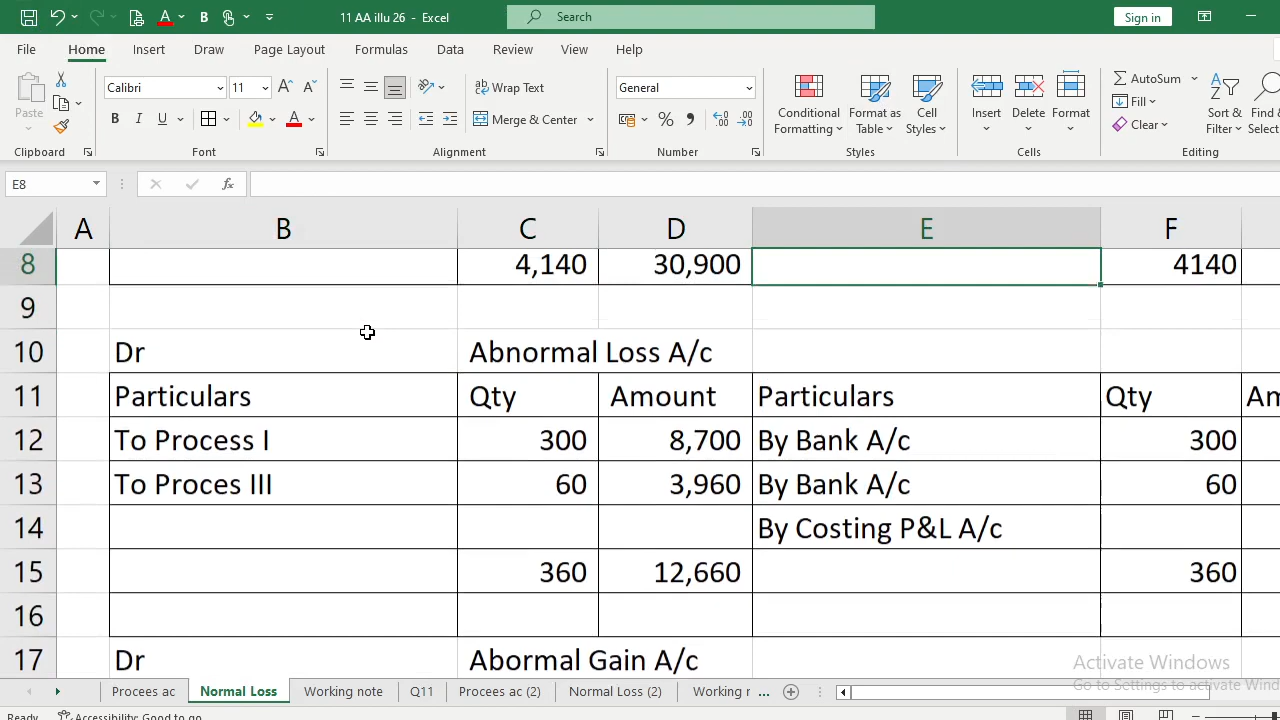 11 AA illu 26 - Excel
Search
Sign in
File Home Insert Draw Page Layout Formulas Data Review View Help
Paste
Clipboard
Calibri 11
B I U
Font
Wrap Text
Merge & Center
Alignment
General
Number
Conditional Formatting
Format as Table
Cell Styles
Styles
Insert Delete Format
Cells
AutoSum
Fill
Clear
Sort & Filter
Find & Select
Editing
E8
fx
A B C D E F
8 4,140 30,900 4140
9
10 Dr Abnormal Loss A/c
11 Particulars Qty Amount Particulars Qty Am
12 To Process I 300 8,700 By Bank A/c 300
13 To Proces III 60 3,960 By Bank A/c 60
14 By Costing P&L A/c
15 360 12,660 360
16
17 Dr Abormal Gain A/c
Activate Windows
Go to Settings to activate Wind
Procees ac Normal Loss Working note Q11 Procees ac (2) Normal Loss (2) Working r ...
Ready Accessibility: Good to go